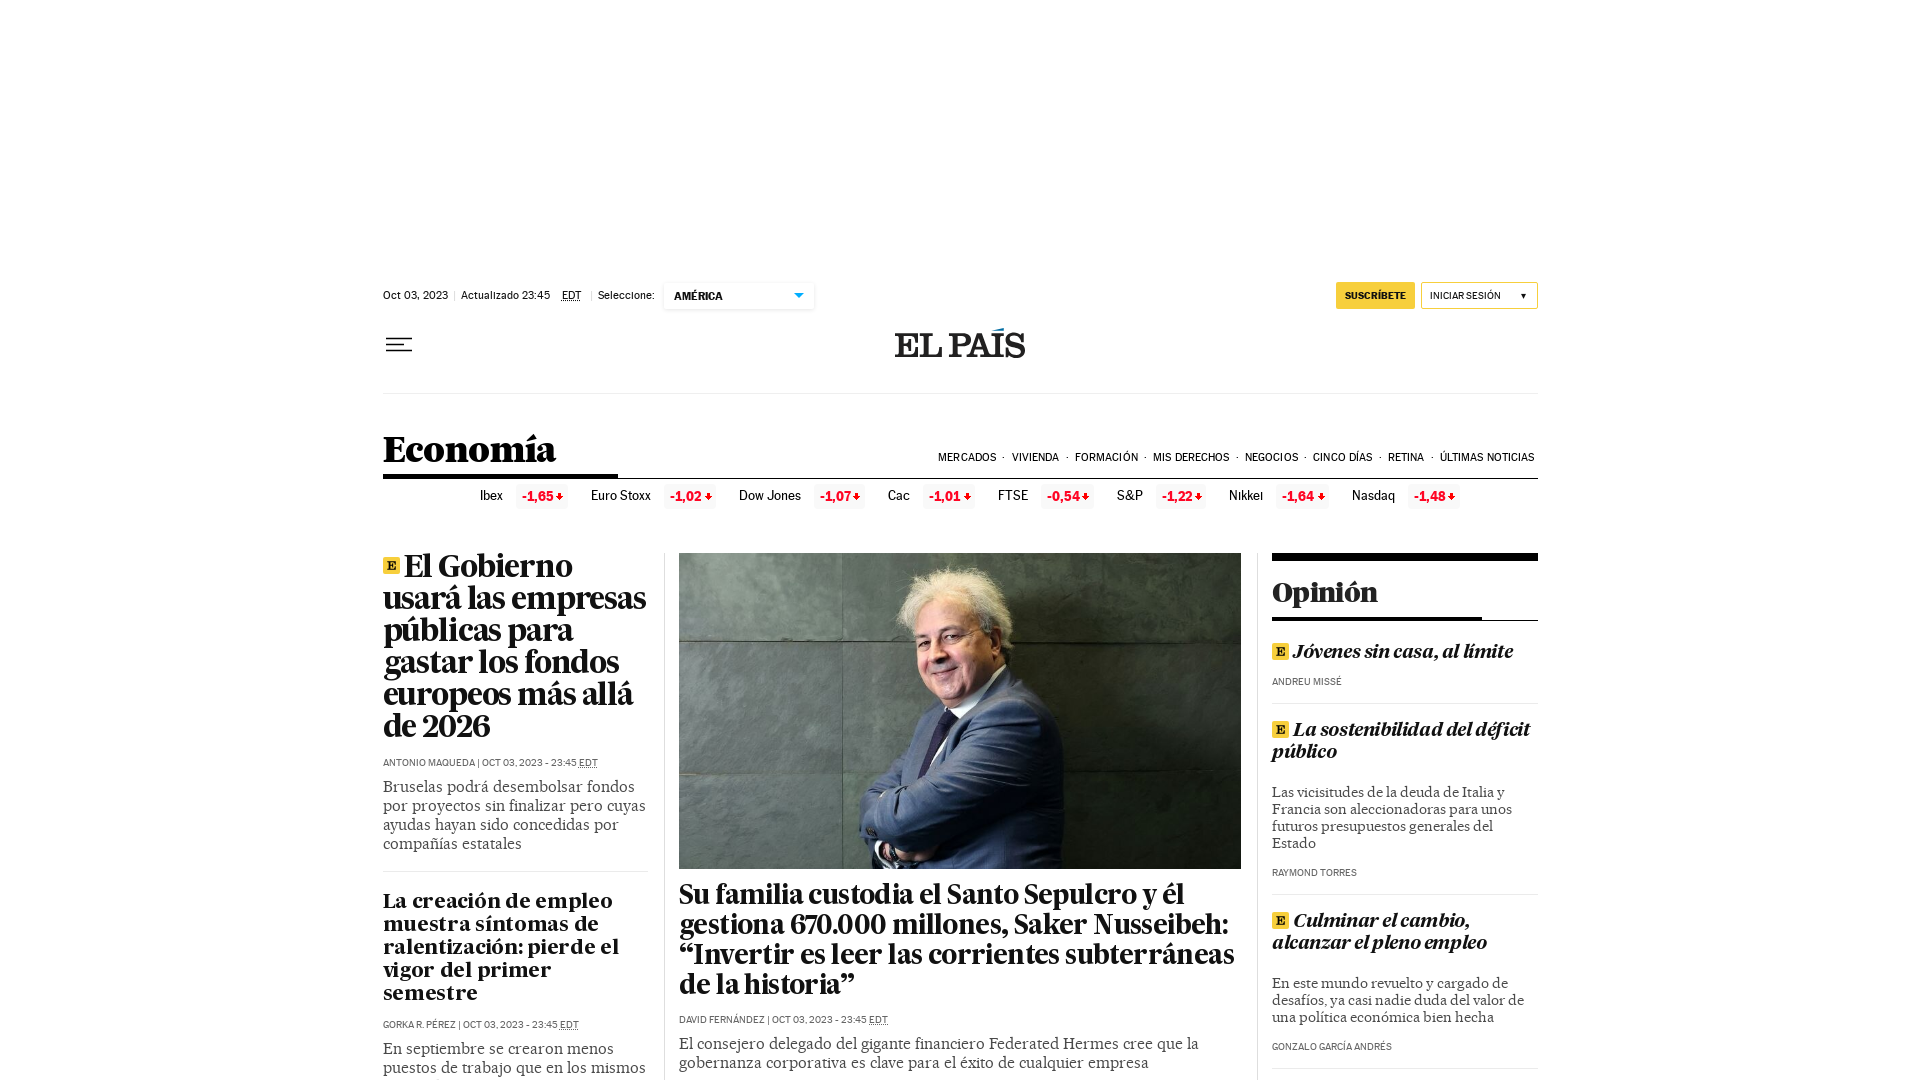 Oct 03, 2023 Actualizado 23:45 EDT Seleccione: AMÉRICA
SUSCRÍBETE INICIAR SESIÓN
EL PAÍS
Economía
MERCADOS · VIVIENDA · FORMACIÓN · MIS DERECHOS · NEGOCIOS · CINCO DÍAS · RETINA · ÚLTIMAS NOTICIAS
Ibex -1,65 Euro Stoxx -1,02 Dow Jones -1,07 Cac -1,01 FTSE -0,54 S&P -1,22 Nikkei -1,64 Nasdaq -1,48
E El Gobierno
usará las empresas
públicas para
gastar los fondos
europeos más allá
de 2026
ANTONIO MAQUEDA | OCT 03, 2023 - 23:45 EDT
Bruselas podrá desembolsar fondos
por proyectos sin finalizar pero cuyas
ayudas hayan sido concedidas por
compañías estatales
La creación de empleo
muestra síntomas de
ralentización: pierde el
vigor del primer
semestre
GORKA R. PÉREZ | OCT 03, 2023 - 23:45 EDT
En septiembre se crearon menos
puestos de trabajo que en los mismos
Su familia custodia el Santo Sepulcro y él
gestiona 670.000 millones, Saker Nusseibeh:
“Invertir es leer las corrientes subterráneas
de la historia”
DAVID FERNÁNDEZ | OCT 03, 2023 - 23:45 EDT
El consejero delegado del gigante financiero Federated Hermes cree que la
gobernanza corporativa es clave para el éxito de cualquier empresa
Opinión
E Jóvenes sin casa, al límite
ANDREU MISSÉ
E La sostenibilidad del déficit
público
Las vicisitudes de la deuda de Italia y
Francia son aleccionadoras para unos
futuros presupuestos generales del
Estado
RAYMOND TORRES
E Culminar el cambio,
alcanzar el pleno empleo
En este mundo revuelto y cargado de
desafíos, ya casi nadie duda del valor de
una política económica bien hecha
GONZALO GARCÍA ANDRÉS